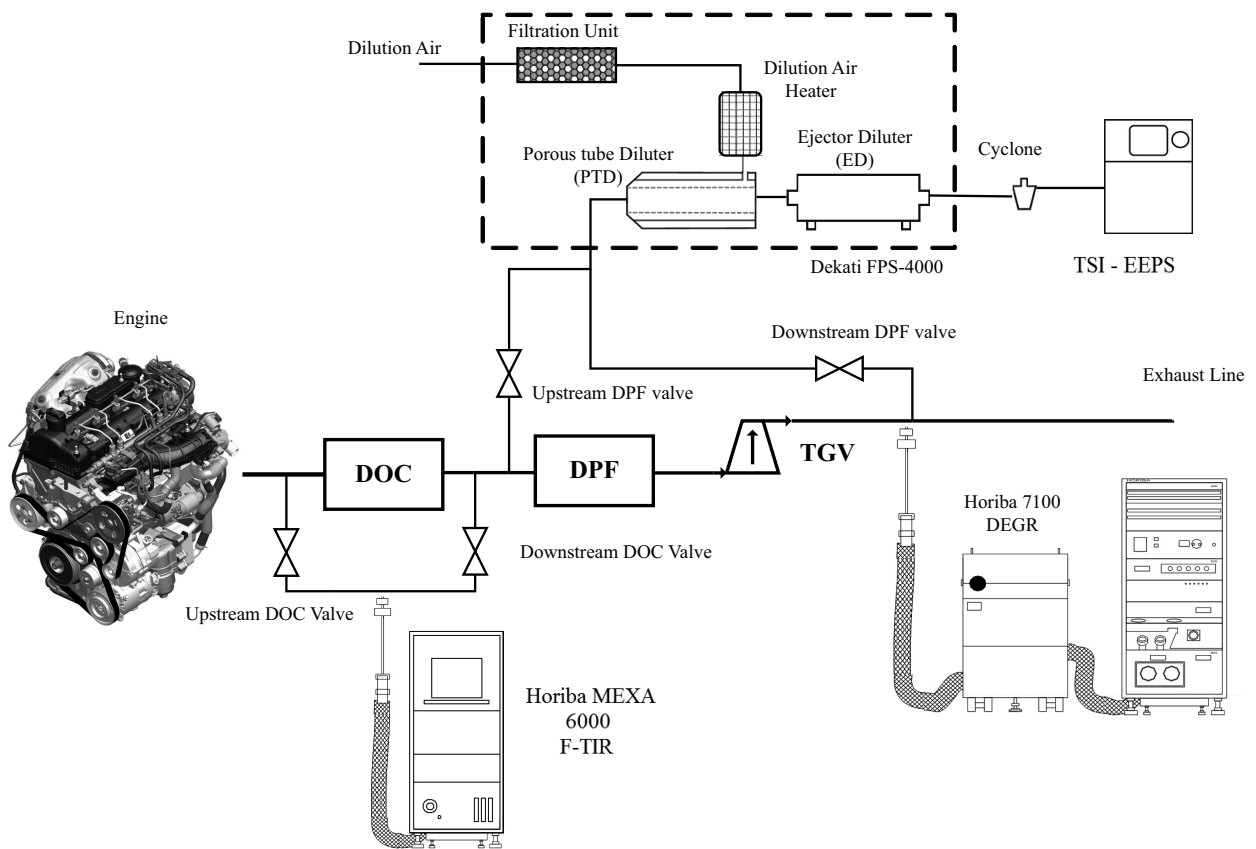 Filtration Unit
Dilution Air
Dilution Air
Heater
Ejector Diluter
(ED)
Porous tube Diluter
(PTD)
Cyclone
Dekati FPS-4000
TSI - EEPS
Engine
Downstream DPF valve
Upstream DPF valve
Exhaust Line
DOC
DPF
TGV
Horiba 7100
DEGR
HORIBA
Downstream DOC Valve
Upstream DOC Valve
Horiba MEXA
6000
F-TIR